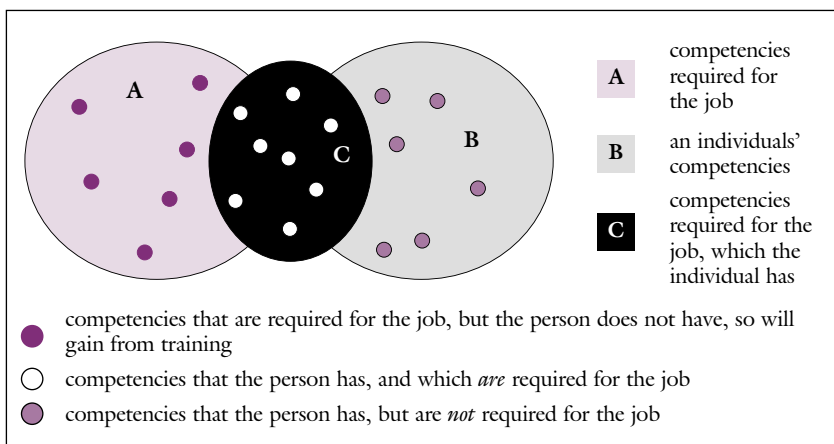 A
C
B
A
competencies
required for
the job
B
an individuals’
competencies
C
competencies
required for the
job, which the
individual has
competencies that are required for the job, but the person does not have, so will
gain from training
competencies that the person has, and which are required for the job
competencies that the person has, but are not required for the job